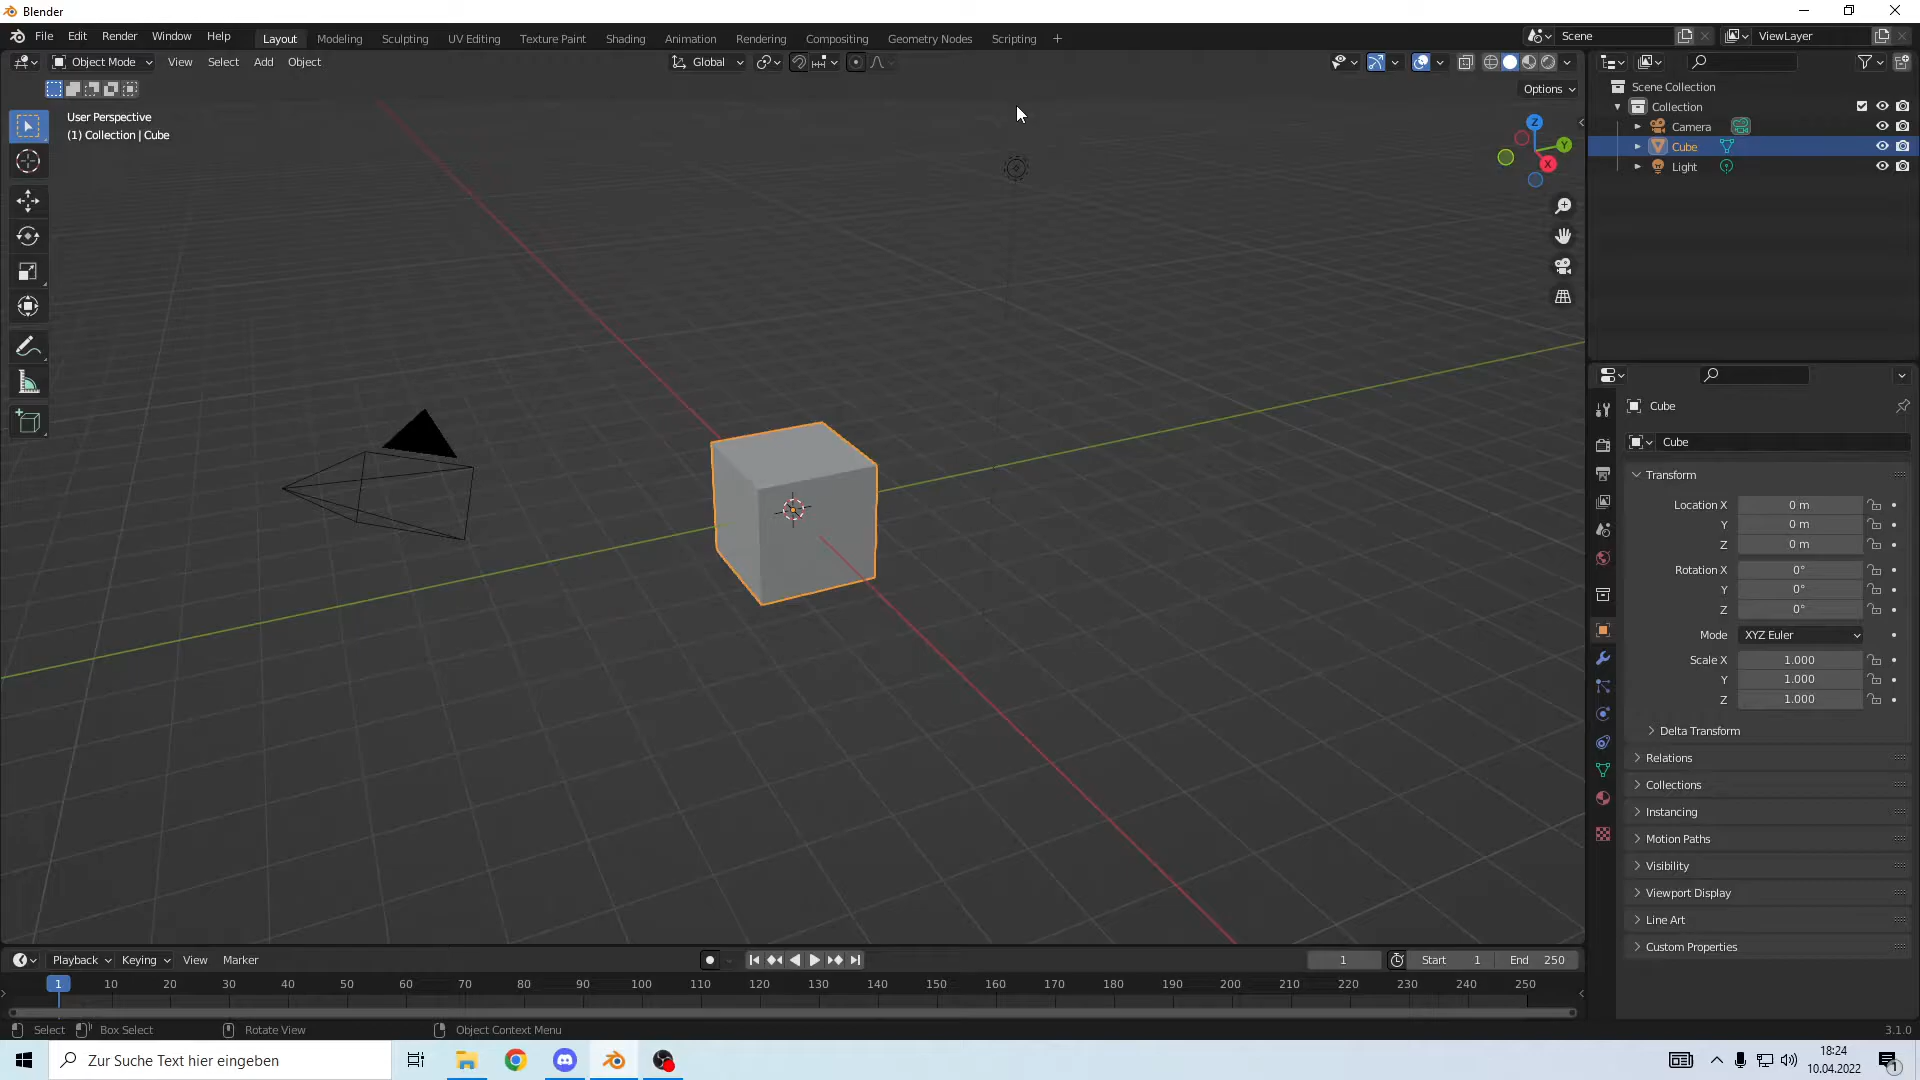 Blender
File Edit Render Window Help
Layout Modeling Sculpting UV Editing Texture Paint Shading Animation Rendering Compositing Geometry Nodes Scripting +
Scene
ViewLayer
Object Mode View Select Add Object
Global
Options
User Perspective
(1) Collection | Cube
Z
Y
X
Scene Collection
Collection
Camera
Cube
Light
Cube
Cube
Transform
Location X 0 m
Y 0 m
Z 0 m
Rotation X 0°
Y 0°
Z 0°
Mode XYZ Euler
Scale X 1.000
Y 1.000
Z 1.000
Delta Transform
Relations
Collections
Instancing
Motion Paths
Visibility
Viewport Display
Line Art
Custom Properties
Playback Keying View Marker
1 Start 1 End 250
1 10 20 30 40 50 60 70 80 90 100 110 120 130 140 150 160 170 180 190 200 210 220 230 240 250
Select Box Select Rotate View Object Context Menu 3.1.0
Zur Suche Text hier eingeben
18:24
10.04.2022
1